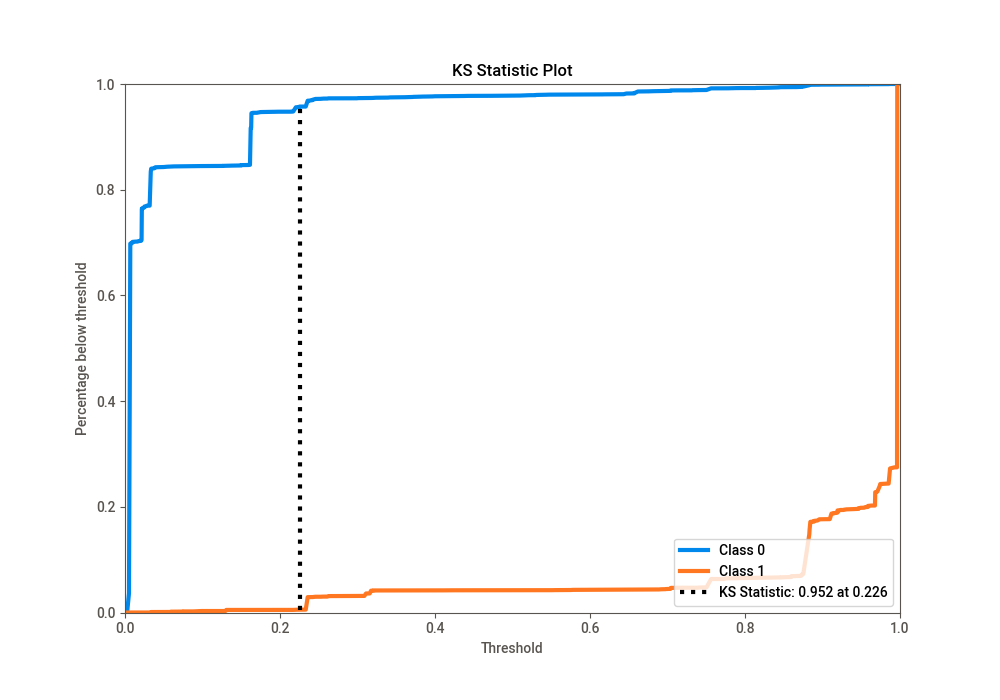 KS Statistic Plot
1.0
0.8
0.6
0.4
0.2
0.0
Percentage below threshold
0.0 0.2 0.4 0.6 0.8 1.0
Threshold
Class 0
Class 1
KS Statistic: 0.952 at 0.226